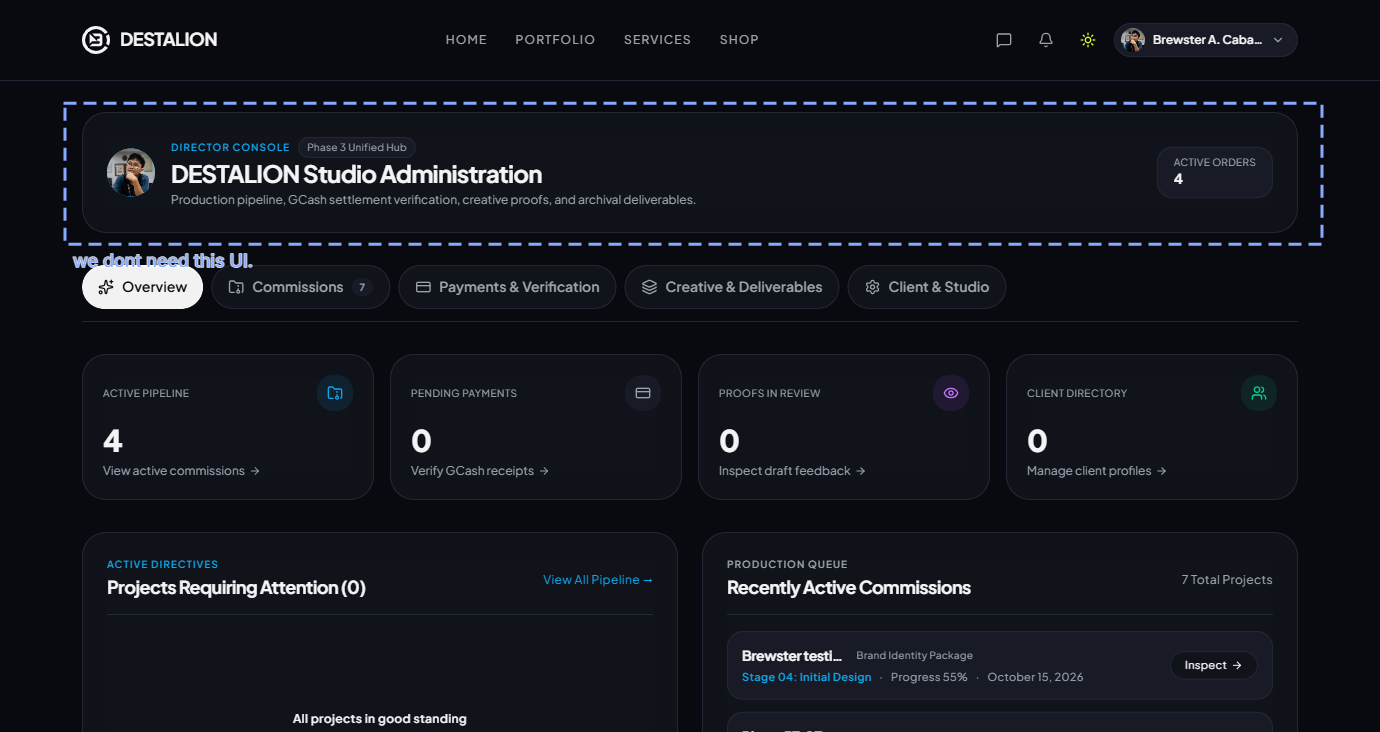 DESTALION
HOME PORTFOLIO SERVICES SHOP
Brewster A. Caba...
DIRECTOR CONSOLE Phase 3 Unified Hub
DESTALION Studio Administration
Production pipeline, GCash settlement verification, creative proofs, and archival deliverables.
ACTIVE ORDERS
4
we dont need this UI.
Overview Commissions 7 Payments & Verification Creative & Deliverables Client & Studio
ACTIVE PIPELINE
4
View active commissions →
PENDING PAYMENTS
0
Verify GCash receipts →
PROOFS IN REVIEW
0
Inspect draft feedback →
CLIENT DIRECTORY
0
Manage client profiles →
ACTIVE DIRECTIVES
Projects Requiring Attention (0)
View All Pipeline →
All projects in good standing
PRODUCTION QUEUE
Recently Active Commissions
7 Total Projects
Brewster testi... Brand Identity Package
Stage 04: Initial Design · Progress 55% · October 15, 2026
Inspect →